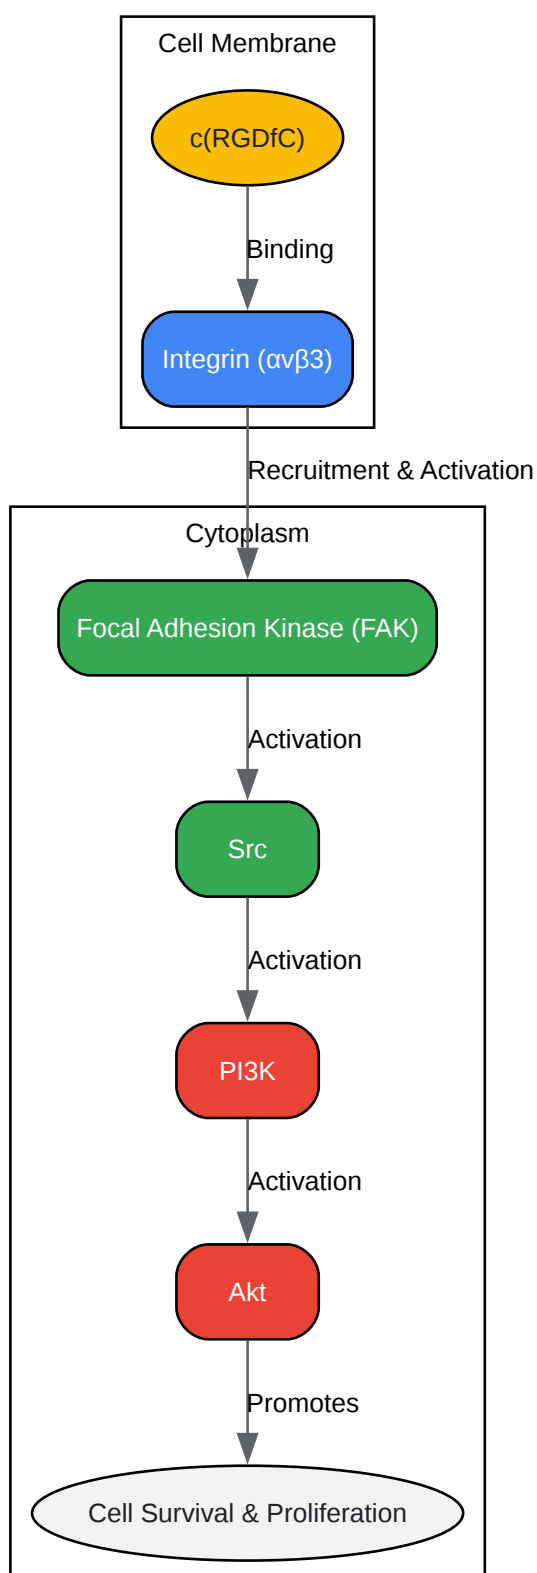 Cell Membrane
c(RGDfC)
Binding
Integrin (αvβ3)
Recruitment & Activation
Cytoplasm
Focal Adhesion Kinase (FAK)
Activation
Src
Activation
PI3K
Activation
Akt
Promotes
Cell Survival & Proliferation